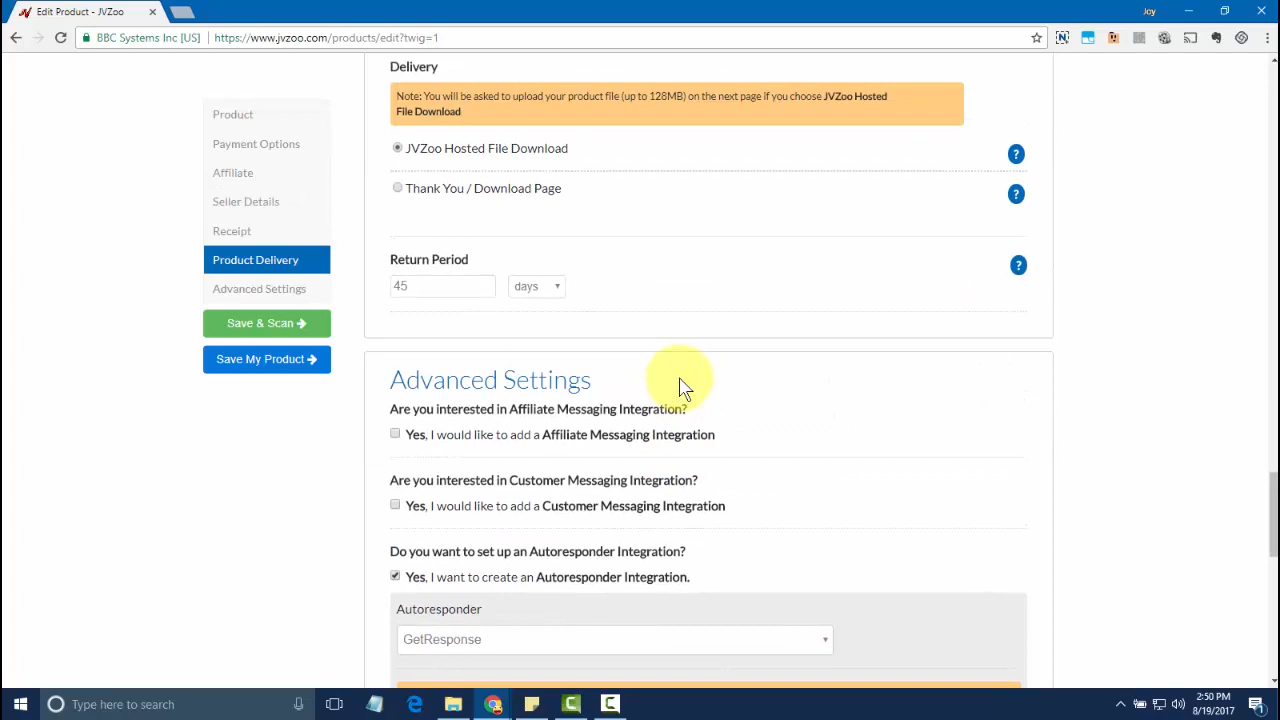 Edit Product - JVZoo
Joy
BBC Systems Inc [US] https://www.jvzoo.com/products/edit?twig=1
Delivery
Note: You will be asked to upload your product file (up to 128MB) on the next page if you choose JVZoo Hosted
File Download
JVZoo Hosted File Download
?
Thank You / Download Page
?
Return Period
?
45 days
Product
Payment Options
Affiliate
Seller Details
Receipt
Product Delivery
Advanced Settings
Save & Scan
Save My Product
Advanced Settings
Are you interested in Affiliate Messaging Integration?
Yes, I would like to add a Affiliate Messaging Integration
Are you interested in Customer Messaging Integration?
Yes, I would like to add a Customer Messaging Integration
Do you want to set up an Autoresponder Integration?
Yes, I want to create an Autoresponder Integration.
Autoresponder
GetResponse
Type here to search
2:50 PM
8/19/2017